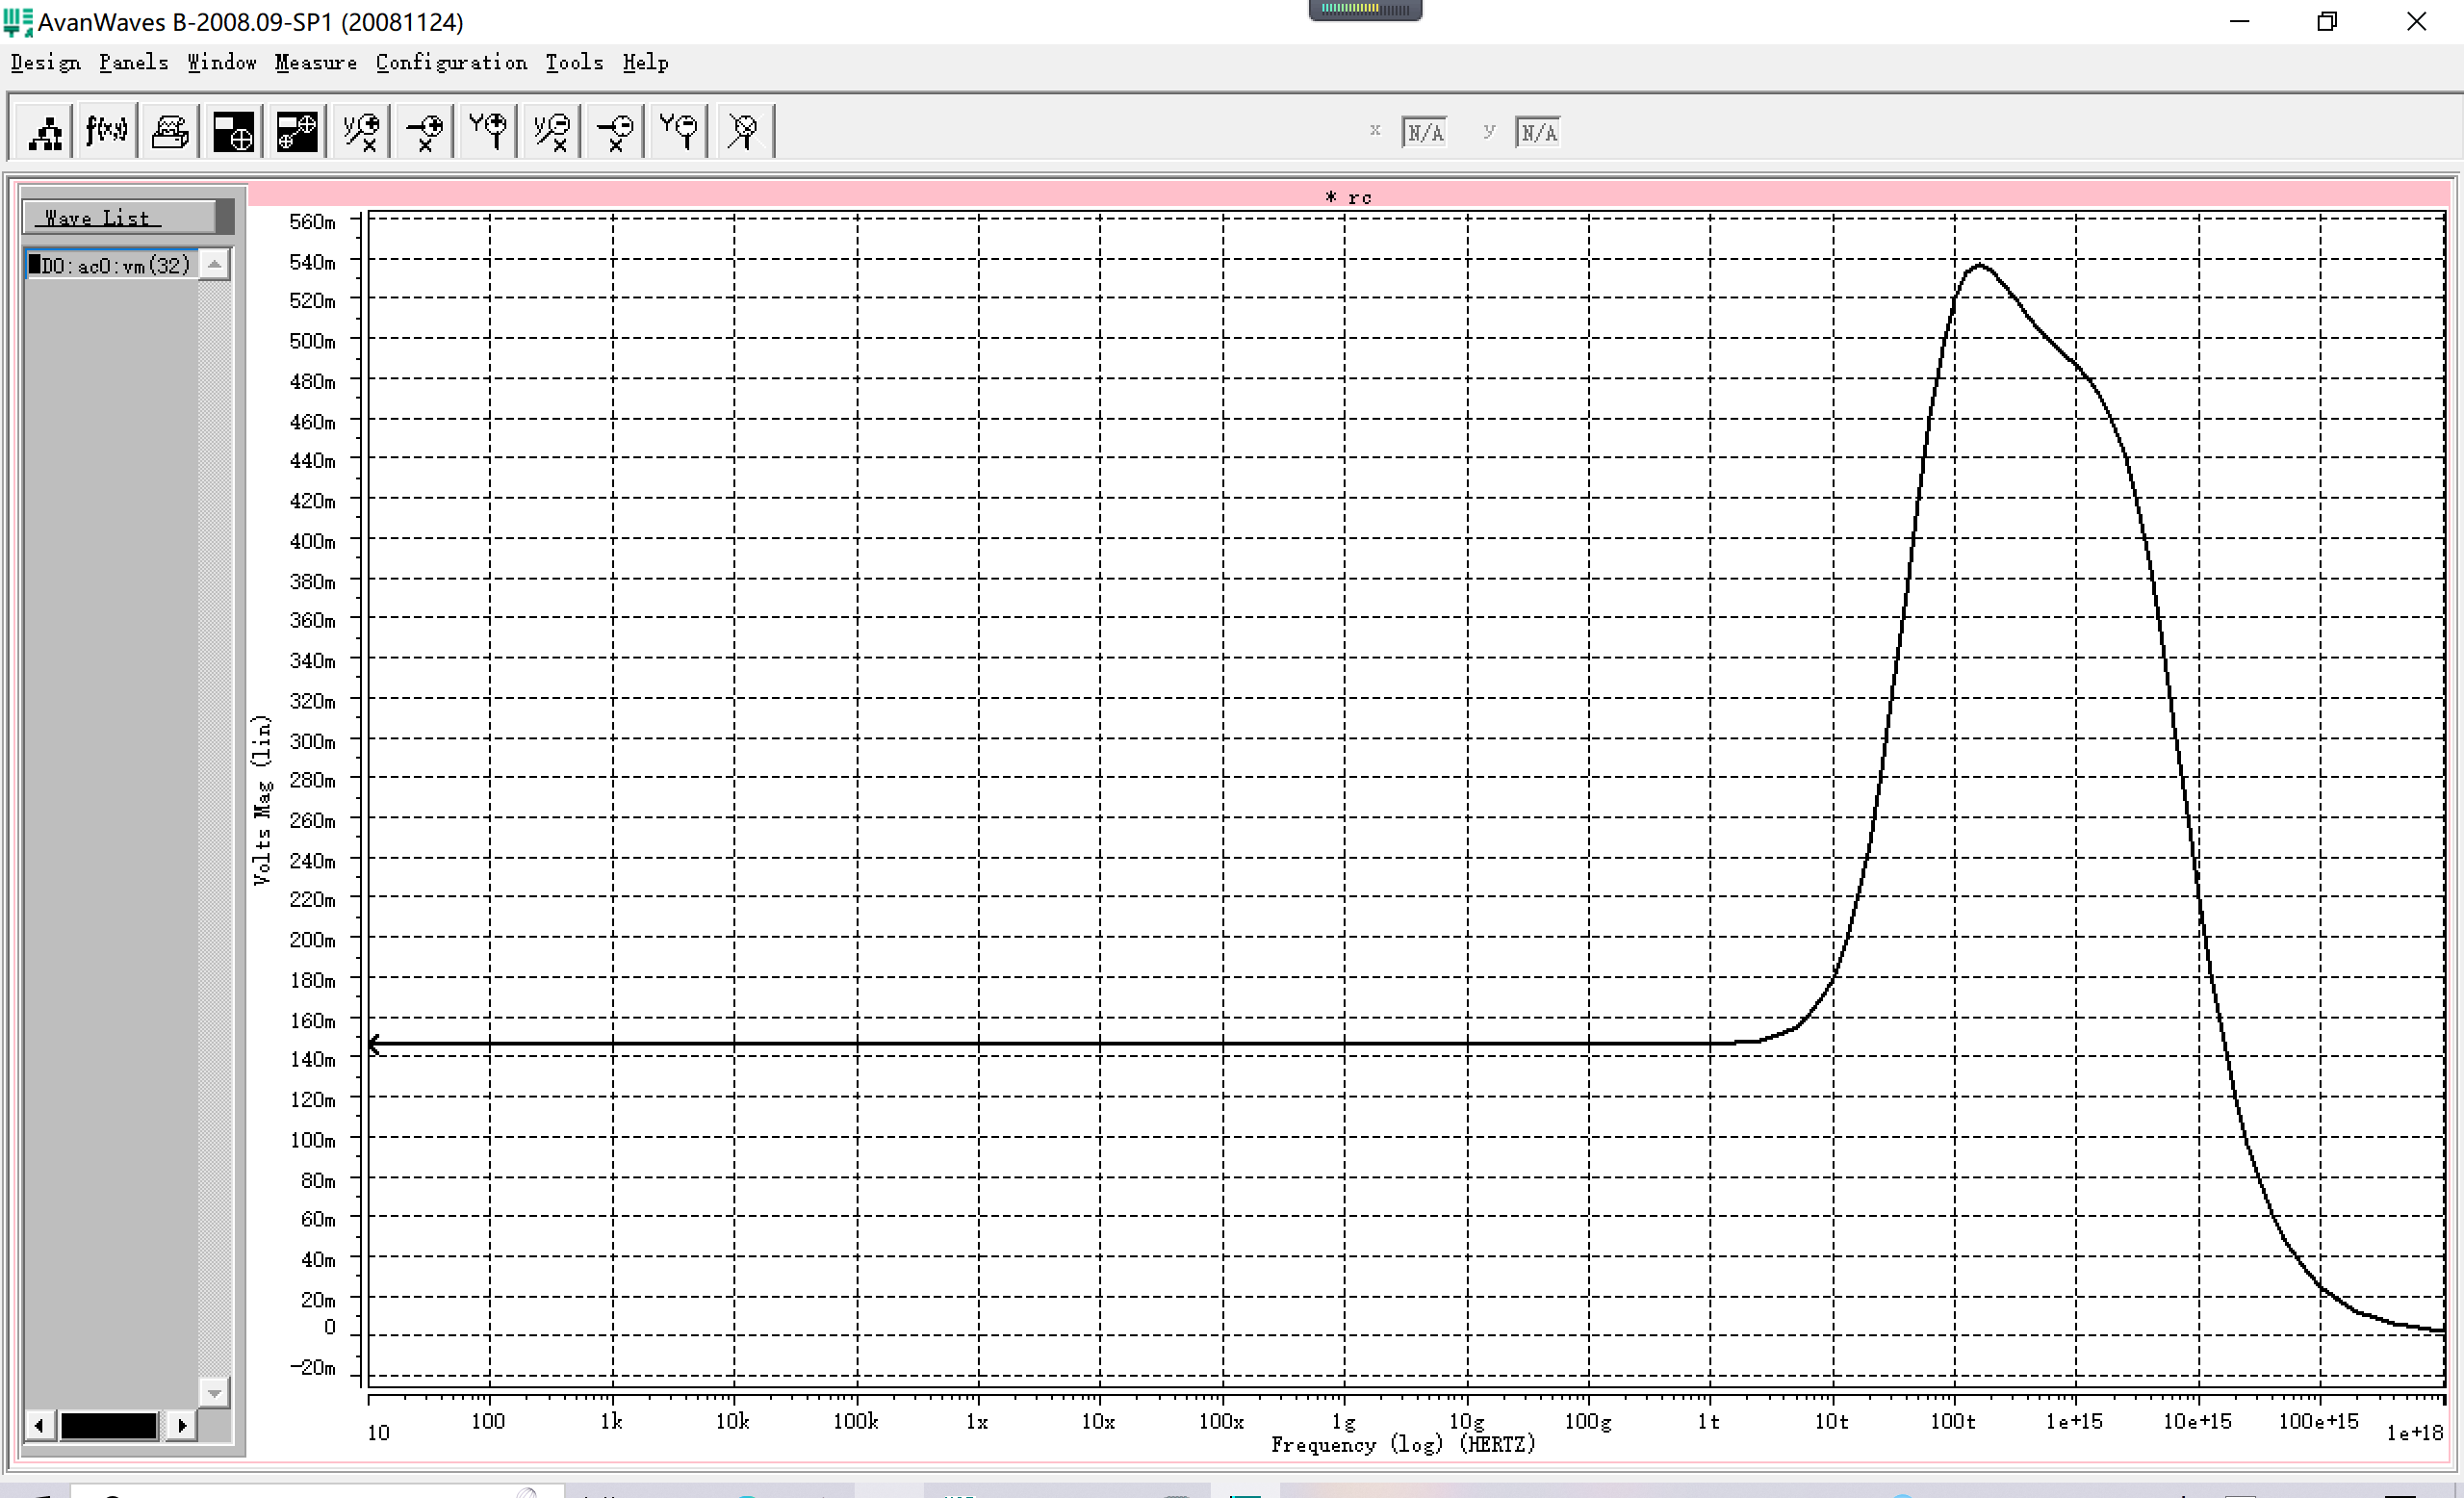 AvanWaves B-2008.09-SP1 (20081124)
Design Panels Window Measure Configuration Tools Help
f(x,y) y x x Y y x x Y x N/A y N/A
* rc
Wave List
D0:ac0:vm(32)
560m
540m
520m
500m
480m
460m
440m
420m
400m
380m
360m
340m
320m
300m
280m
260m
240m
220m
200m
180m
160m
140m
120m
100m
80m
60m
40m
20m
0
-20m
Volts Mag (lin)
10 100 1k 10k 100k 1x 10x 100x 1g 10g 100g 1t 10t 100t 1e+15 10e+15 100e+15 1e+18
Frequency (log) (HERTZ)